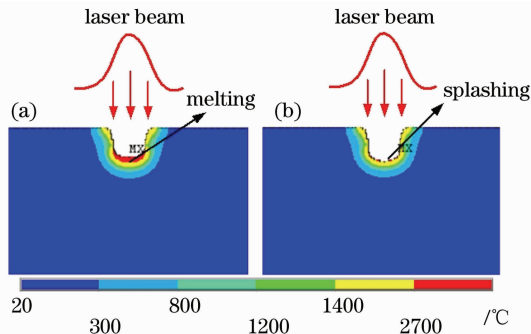 laser beam
laser beam
(a)
melting
(b)
splashing
MX
MX
20
800
1400
/℃
300
1200
2700